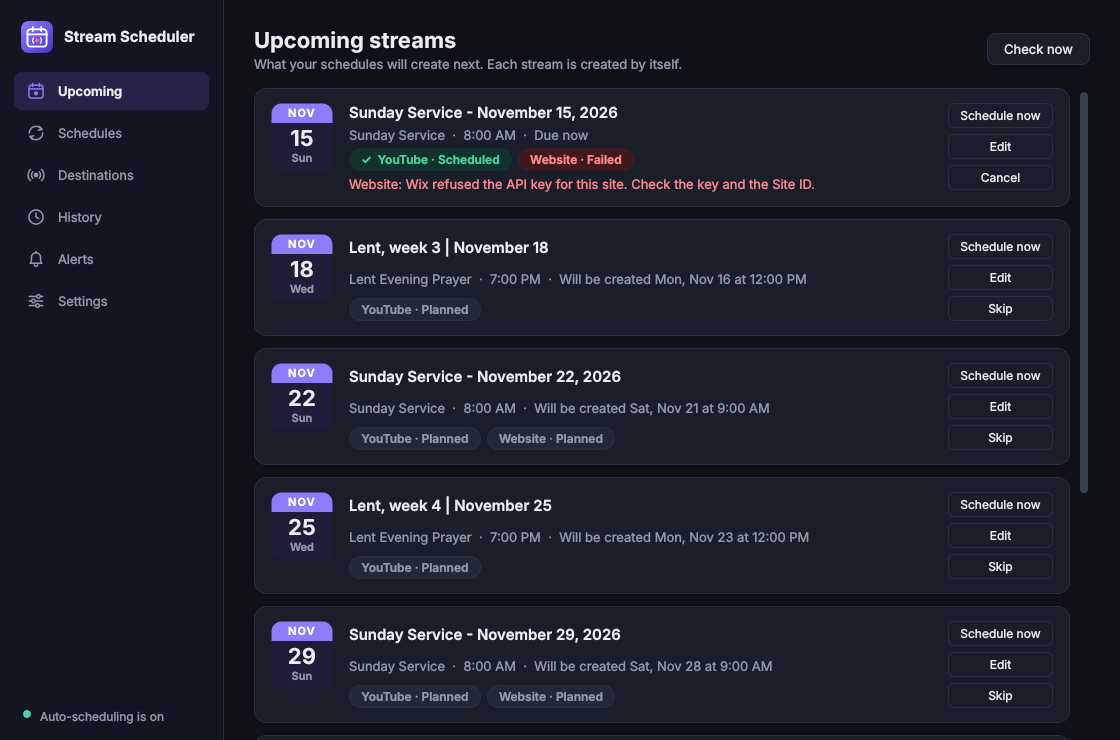 Stream Scheduler
Upcoming
Schedules
Destinations
History
Alerts
Settings
Auto-scheduling is on
Upcoming streams
What your schedules will create next. Each stream is created by itself.
Check now
NOV
15
Sun
Sunday Service - November 15, 2026
Sunday Service · 8:00 AM · Due now
✓ YouTube · Scheduled Website · Failed
Website: Wix refused the API key for this site. Check the key and the Site ID.
Schedule now
Edit
Cancel
NOV
18
Wed
Lent, week 3 | November 18
Lent Evening Prayer · 7:00 PM · Will be created Mon, Nov 16 at 12:00 PM
YouTube · Planned
Schedule now
Edit
Skip
NOV
22
Sun
Sunday Service - November 22, 2026
Sunday Service · 8:00 AM · Will be created Sat, Nov 21 at 9:00 AM
YouTube · Planned Website · Planned
Schedule now
Edit
Skip
NOV
25
Wed
Lent, week 4 | November 25
Lent Evening Prayer · 7:00 PM · Will be created Mon, Nov 23 at 12:00 PM
YouTube · Planned
Schedule now
Edit
Skip
NOV
29
Sun
Sunday Service - November 29, 2026
Sunday Service · 8:00 AM · Will be created Sat, Nov 28 at 9:00 AM
YouTube · Planned Website · Planned
Schedule now
Edit
Skip